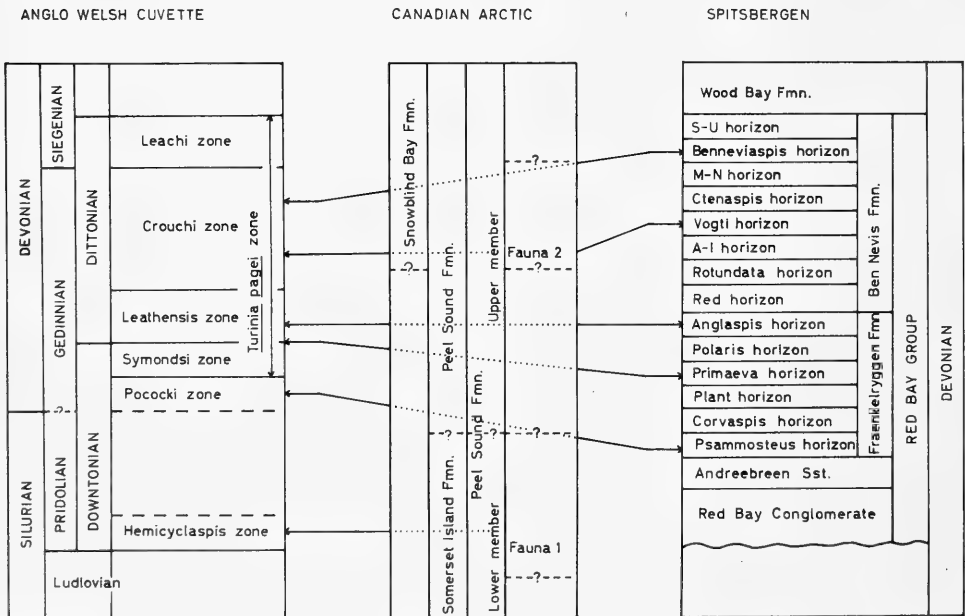 ANGLO WELSH CUVETTE
CANADIAN ARCTIC
SPITSBERGEN
DEVONIAN
SILURIAN
SIEGENIAN
GEDINNIAN
?
PRIDOLIAN
DITTONIAN
DOWNTONIAN
Leachi zone
Crouchi zone
Leathensis zone
Symondsi zone
Pococki zone
Hemicyclaspis zone
Ludlovian
Turinia pagei zone
Snowblind Bay Fmn.
?
Peel Sound Fmn.
?
Somerset Island Fmn.
Peel Sound Fmn.
Upper member
?
Lower member
?
Fauna 2
?
?
Fauna 1
?
Wood Bay Fmn.
S-U horizon
Benneviaspis horizon
M-N horizon
Ctenaspis horizon
Vogti horizon
A-I horizon
Rotundata horizon
Red horizon
Anglaspis horizon
Polaris horizon
Primaeva horizon
Plant horizon
Corvaspis horizon
Psammosteus horizon
Andreebreen Sst.
Red Bay Conglomerate
Ben Nevis Fmn.
Fraenkelryggen Fmn
RED BAY GROUP
DEVONIAN